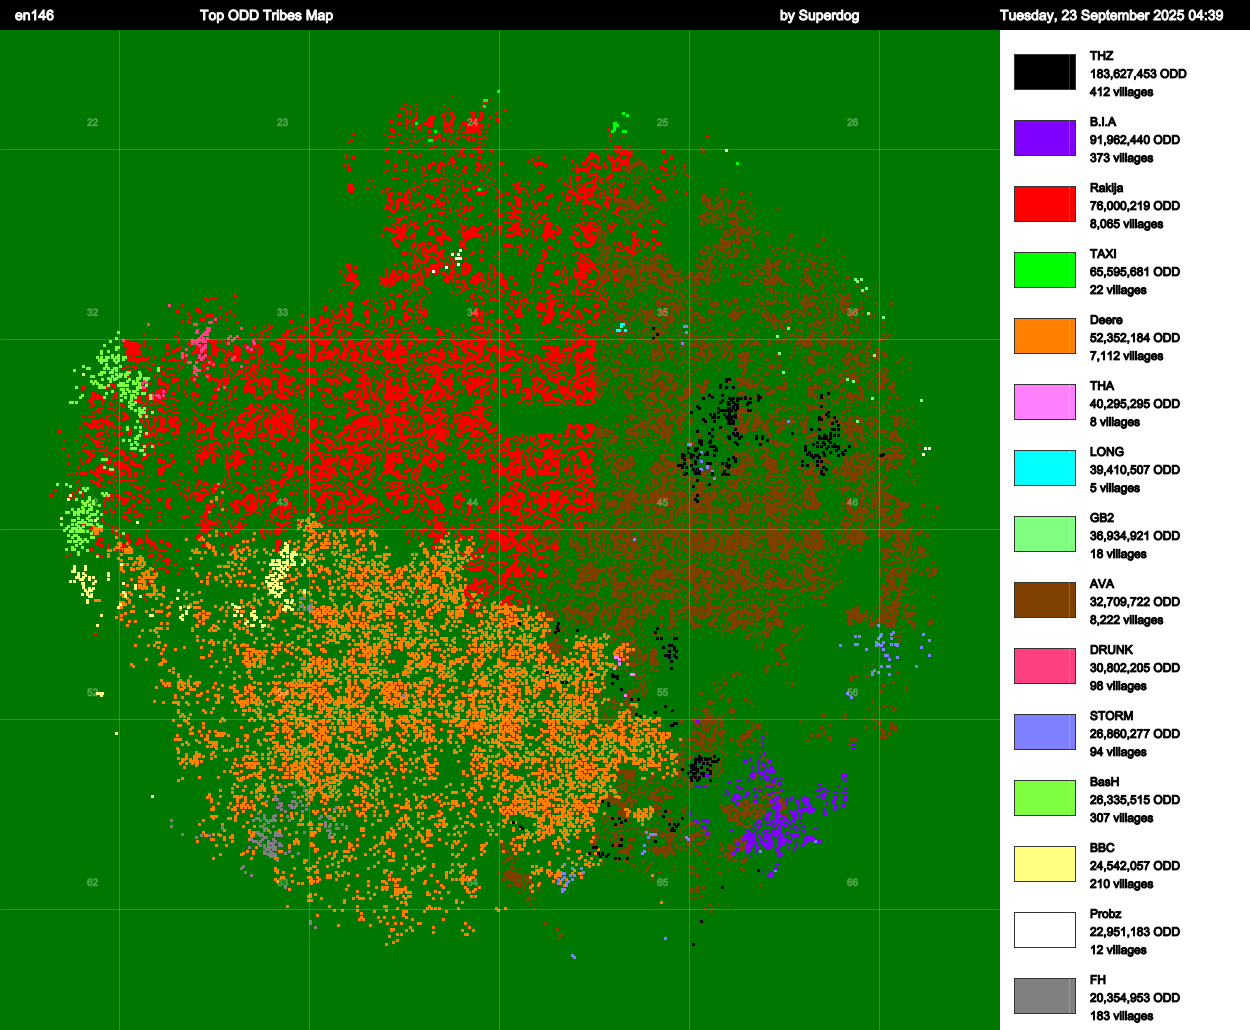 en146 Top ODD Tribes Map by Superdog Tuesday, 23 September 2025 04:39
THZ
183,627,453 ODD
412 villages
B.I.A
91,962,440 ODD
373 villages
Rakija
76,000,219 ODD
8,065 villages
TAXI
65,595,681 ODD
22 villages
Deere
52,352,184 ODD
7,112 villages
THA
40,295,295 ODD
8 villages
LONG
39,410,507 ODD
5 villages
GB2
36,934,921 ODD
18 villages
AVA
32,709,722 ODD
8,222 villages
DRUNK
30,802,205 ODD
98 villages
STORM
26,860,277 ODD
94 villages
BasH
26,335,515 ODD
307 villages
BBC
24,542,057 ODD
210 villages
Probz
22,951,183 ODD
12 villages
FH
20,354,953 ODD
183 villages
22 23 24 25 26
32 33 34 35 36
43 44 45 46
52 55 56
62 64 65 66